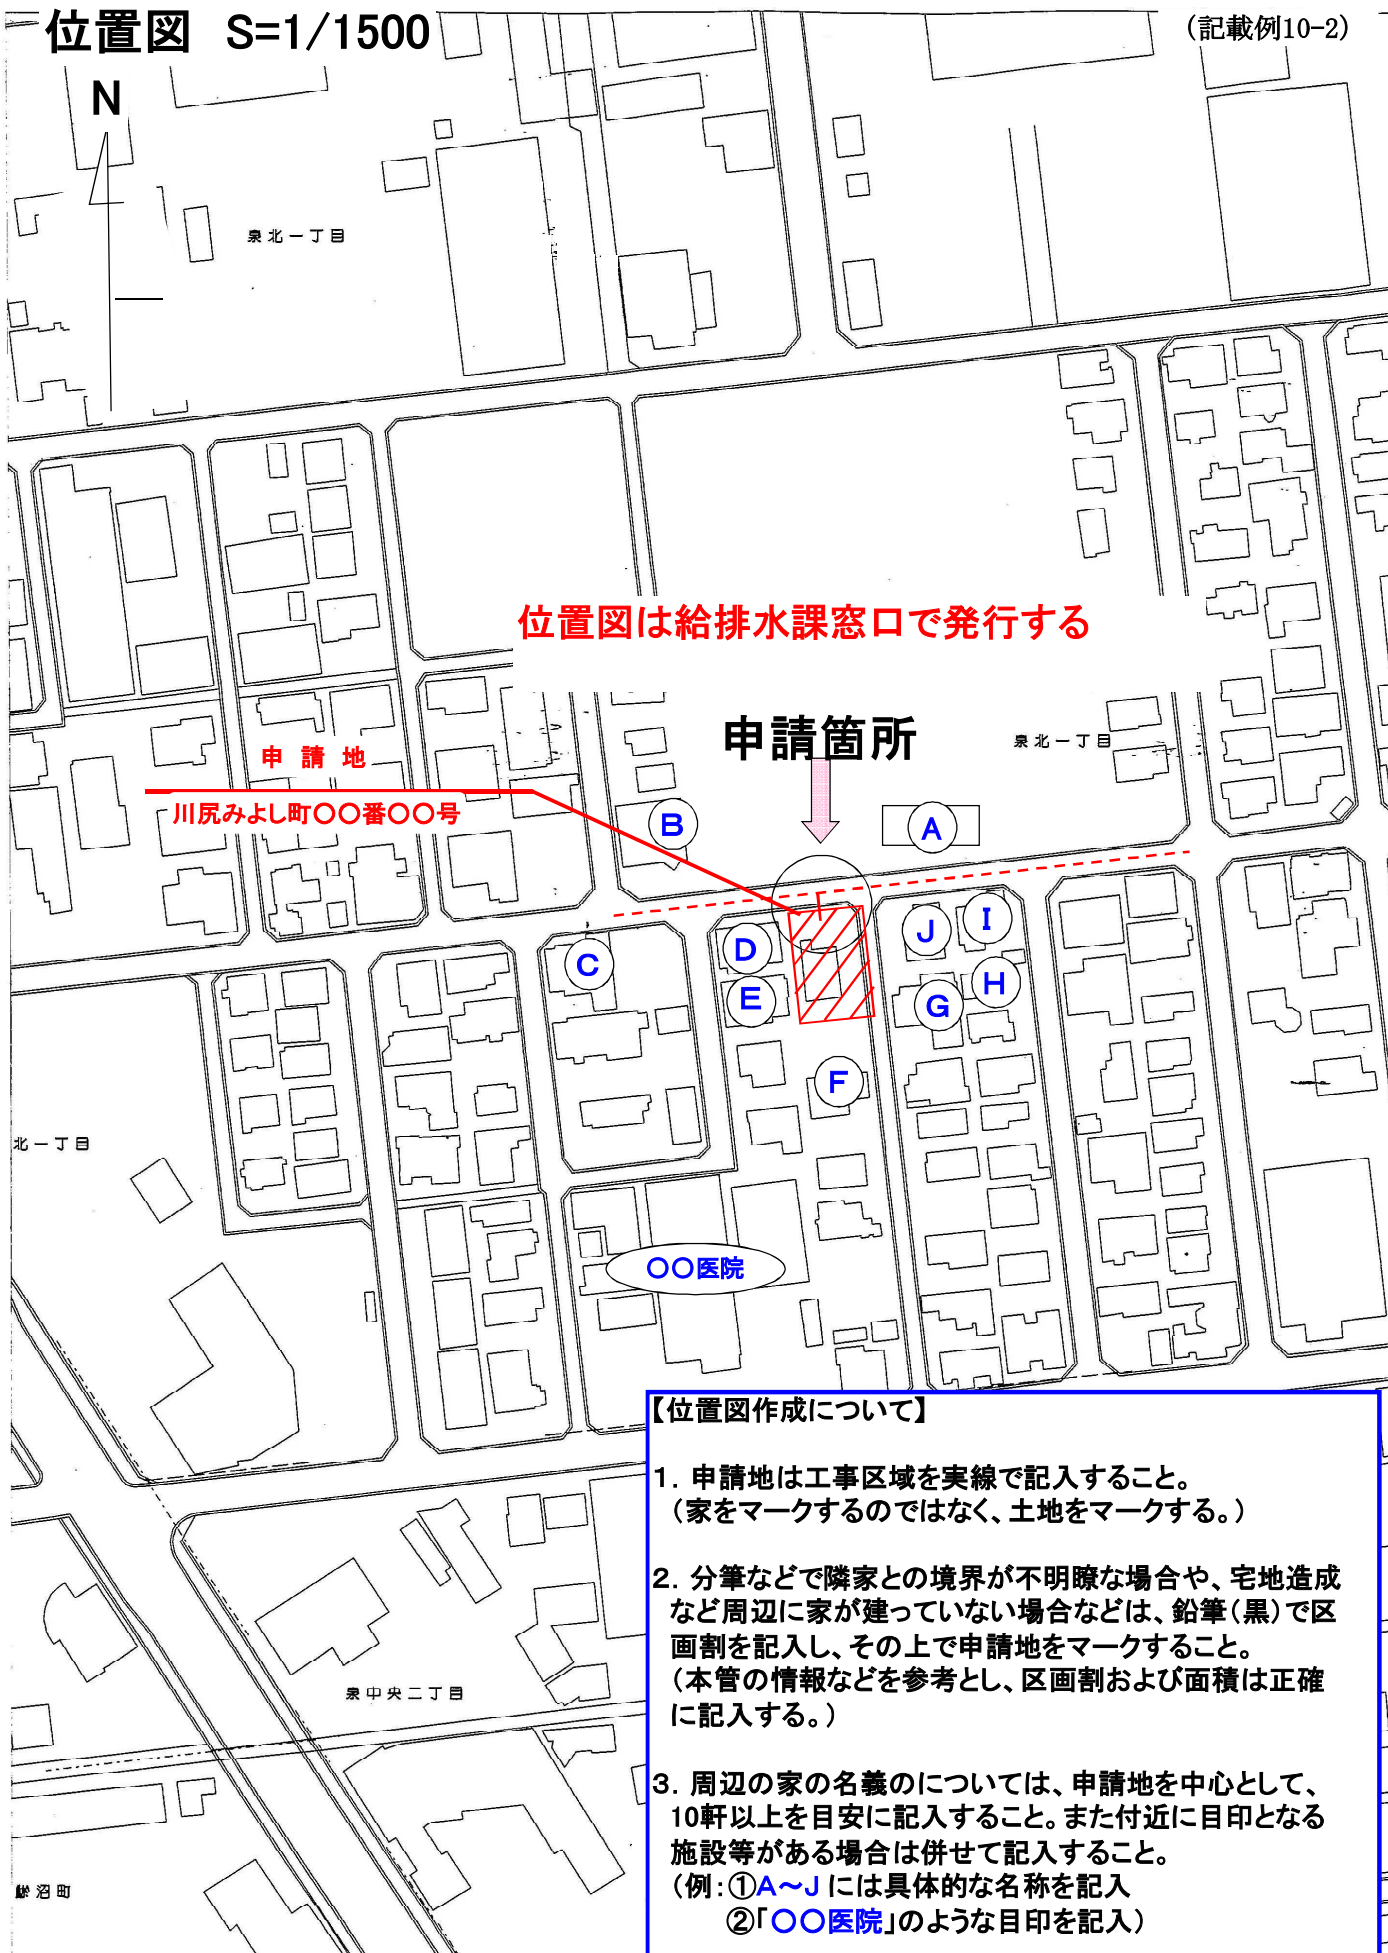 位置図 S=1/1500
(記載例10-2)
N
泉北一丁目
位置図は給排水課窓口で発行する
申請箇所
泉北一丁目
申請地
川尻みよし町〇〇番〇〇号
B
A
J
I
D
C
H
E
G
F
北一丁目
〇〇医院
【位置図作成について】
1. 申請地は工事区域を実線で記入すること。
(家をマークするのではなく、土地をマークする。)
2. 分筆などで隣家との境界が不明瞭な場合や、宅地造成
など周辺に家が建っていない場合などは、鉛筆(黒)で区
画割を記入し、その上で申請地をマークすること。
(本管の情報などを参考とし、区画割および面積は正確
に記入する。)
泉中央二丁目
3. 周辺の家の名義のについては、申請地を中心として、
10軒以上を目安に記入すること。また付近に目印となる
施設等がある場合は併せて記入すること。
(例:①A~Jには具体的な名称を記入
②「〇〇医院」のような目印を記入)
沼町